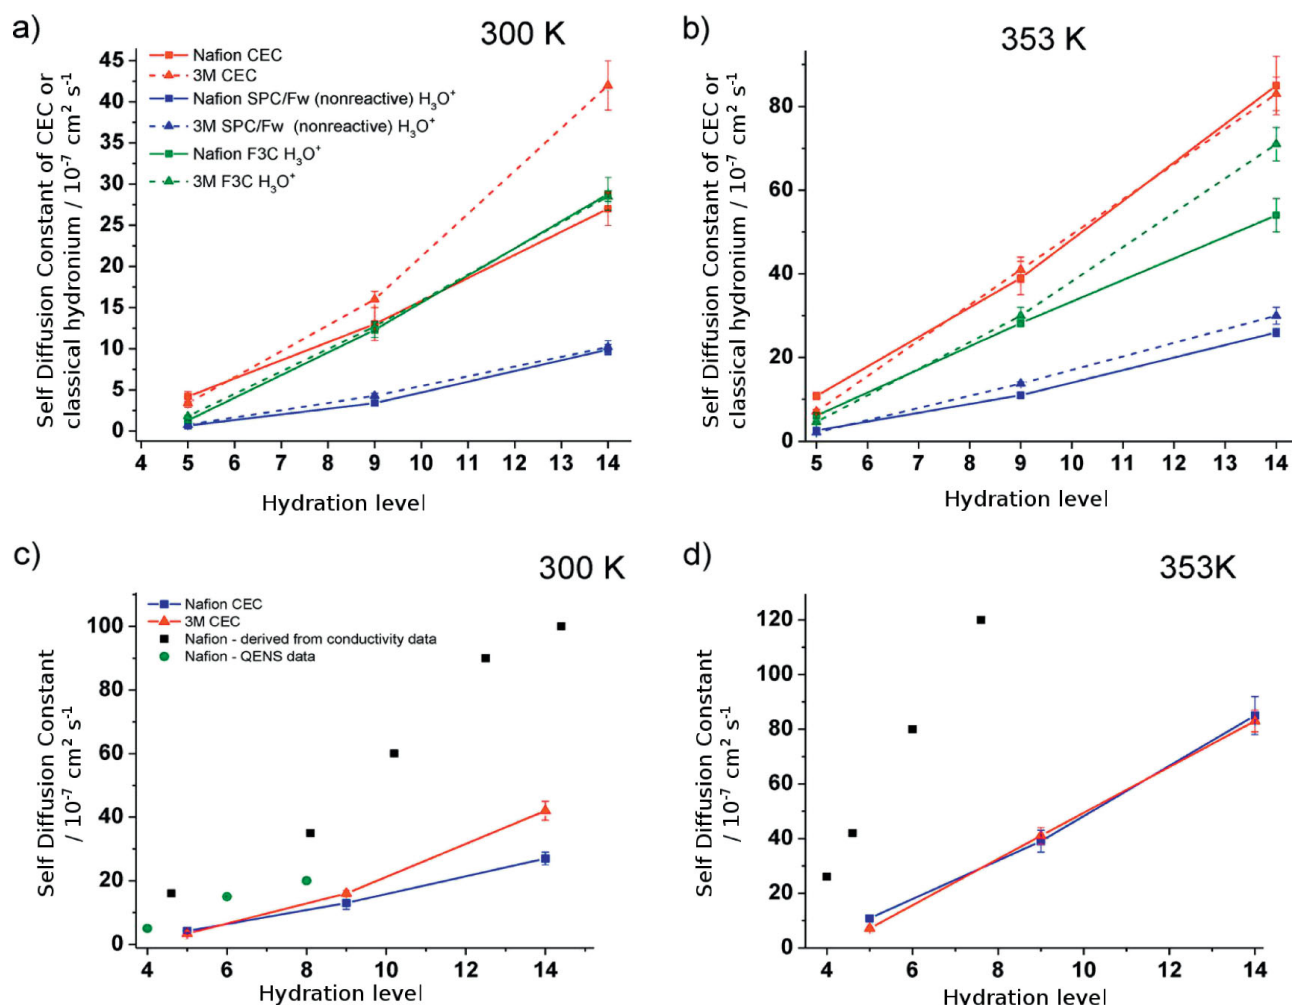 a)
300 K
Self Diffusion Constant of CEC or
classical hydronium / 10⁻⁷ cm² s⁻¹
45
40
35
30
25
20
15
10
5
0
Nafion CEC
3M CEC
Nafion SPC/Fw (nonreactive) H₃O⁺
3M SPC/Fw (nonreactive) H₃O⁺
Nafion F3C H₃O⁺
3M F3C H₃O⁺
4 5 6 7 8 9 10 11 12 13 14
Hydration level
b)
353 K
Self Diffusion Constant of CEC or
classical hydronium / 10⁻⁷ cm² s⁻¹
80
60
40
20
0
5 6 7 8 9 10 11 12 13 14
Hydration level
c)
300 K
Self Diffusion Constant
/ 10⁻⁷ cm² s⁻¹
100
80
60
40
20
0
Nafion CEC
3M CEC
Nafion - derived from conductivity data
Nafion - QENS data
4 6 8 10 12 14
Hydration level
d)
353K
Self Diffusion Constant
/ 10⁻⁷ cm² s⁻¹
120
100
80
60
40
20
0
4 6 8 10 12 14
Hydration level